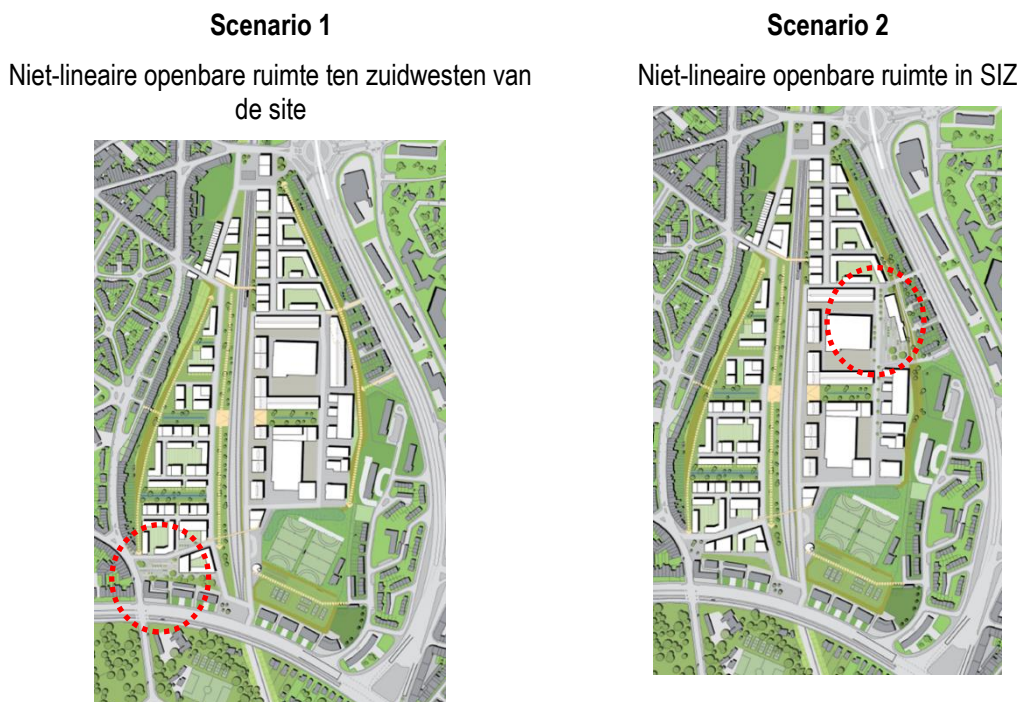 Scenario 1
Niet-lineaire openbare ruimte ten zuidwesten van
de site
Scenario 2
Niet-lineaire openbare ruimte in SIZ